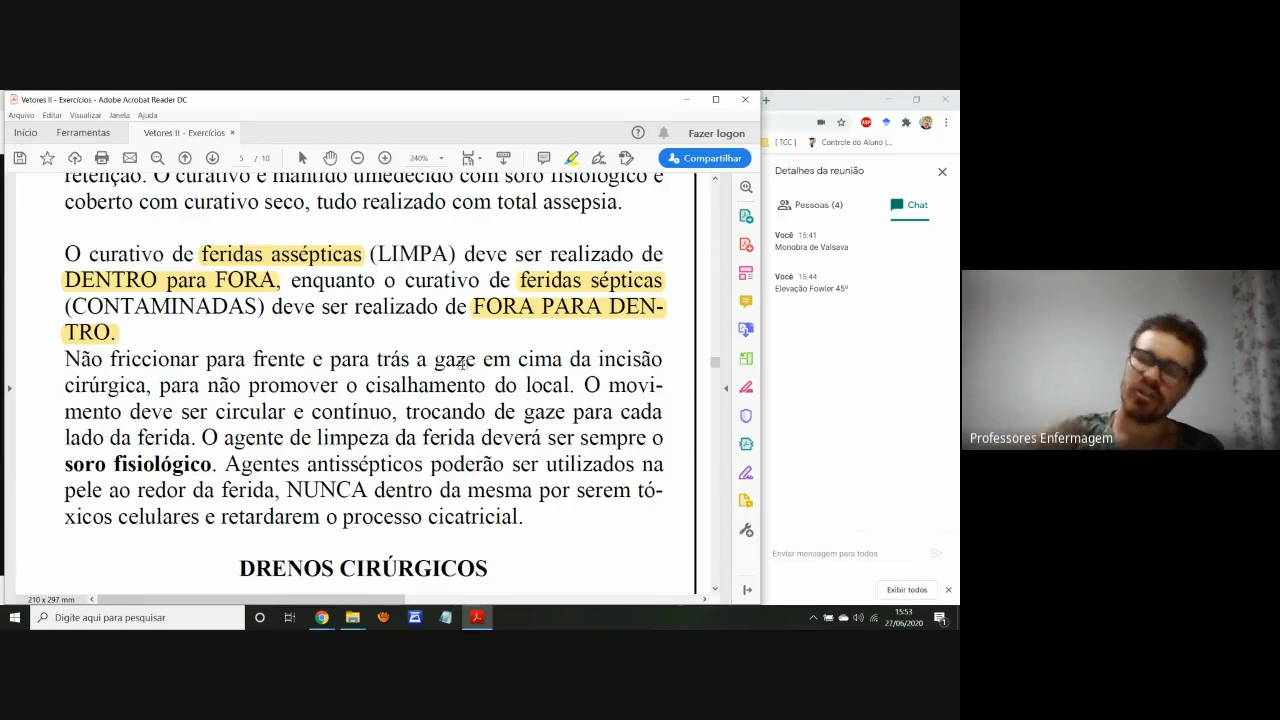 Vetores II - Exercícios - Adobe Acrobat Reader DC
Arquivo Editar Visualizar Janela Ajuda
Início Ferramentas Vetores II - Exercícios × Fazer logon
5 / 10 240% Compartilhar
retenção. O curativo é mantido umedecido com soro fisiológico e
coberto com curativo seco, tudo realizado com total assepsia.
O curativo de feridas assépticas (LIMPA) deve ser realizado de
DENTRO para FORA, enquanto o curativo de feridas sépticas
(CONTAMINADAS) deve ser realizado de FORA PARA DEN-
TRO.
Não friccionar para frente e para trás a gaze em cima da incisão
cirúrgica, para não promover o cisalhamento do local. O movi-
mento deve ser circular e contínuo, trocando de gaze para cada
lado da ferida. O agente de limpeza da ferida deverá ser sempre o
soro fisiológico. Agentes antissépticos poderão ser utilizados na
pele ao redor da ferida, NUNCA dentro da mesma por serem tó-
xicos celulares e retardarem o processo cicatricial.
DRENOS CIRÚRGICOS
210 x 297 mm
ABP
[ TCC ] Controle do Aluno |...
Detalhes da reunião
Pessoas (4) Chat
Você 15:41
Monobra de Valsava
Você 15:44
Elevação Fowler 45º
Enviar mensagem para todos
Exibir todos
Professores Enfermagem
Digite aqui para pesquisar
15:53
27/06/2020